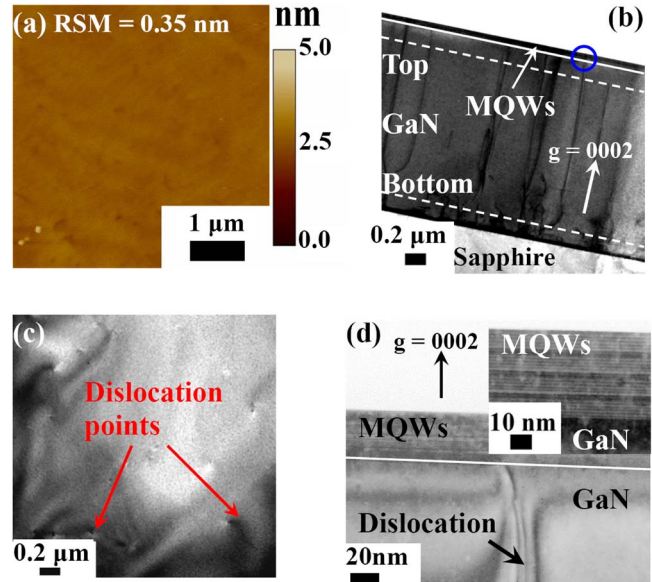 (a) RSM = 0.35 nm
nm
5.0
2.5
0.0
1 µm
(b)
Top
MQWs
GaN
g = 0002
Bottom
0.2 µm
Sapphire
(c)
Dislocation
points
0.2 µm
(d)
g = 0002
MQWs
MQWs
10 nm
GaN
GaN
Dislocation
20nm